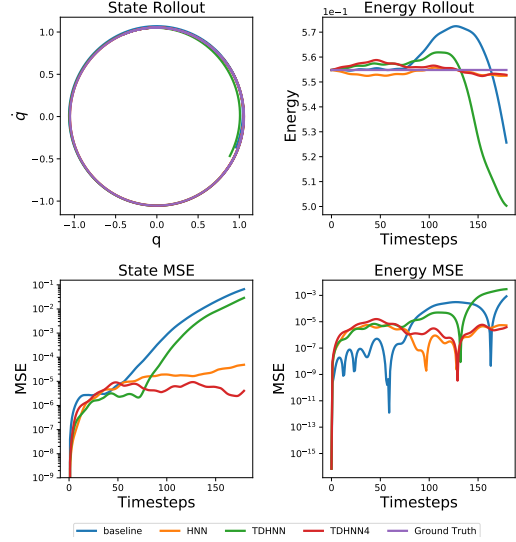 State Rollout
1.0
0.5
0.0
−0.5
−1.0
q̇
−1.0 −0.5 0.0 0.5 1.0
q
Energy Rollout
1e−1
5.7
5.6
5.5
5.4
5.3
5.2
5.1
5.0
Energy
0 50 100 150
Timesteps
State MSE
10⁻¹
10⁻²
10⁻³
10⁻⁴
10⁻⁵
10⁻⁶
10⁻⁷
10⁻⁸
10⁻⁹
MSE
0 50 100 150
Timesteps
Energy MSE
10⁻³
10⁻⁵
10⁻⁷
10⁻⁹
10⁻¹¹
10⁻¹³
10⁻¹⁵
MSE
0 50 100 150
Timesteps
baseline HNN TDHNN TDHNN4 Ground Truth